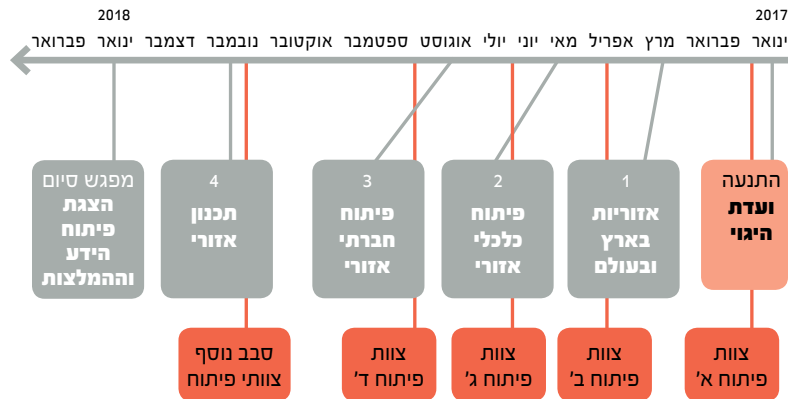 2017
2018
ינואר פברואר מרץ אפריל מאי יוני יולי אוגוסט ספטמבר אוקטובר נובמבר דצמבר ינואר פברואר
התנעה
ועדת
היגוי
1
אזוריות
בארץ
ובעולם
2
פיתוח
כלכלי
אזורי
3
פיתוח
חברתי
אזורי
4
תכנון
אזורי
מפגש סיום
הצגת
פיתוח
הידע
וההמלצות
צוות
פיתוח א'
צוות
פיתוח ב'
צוות
פיתוח ג'
צוות
פיתוח ד'
סבב נוסף
צוותי פיתוח